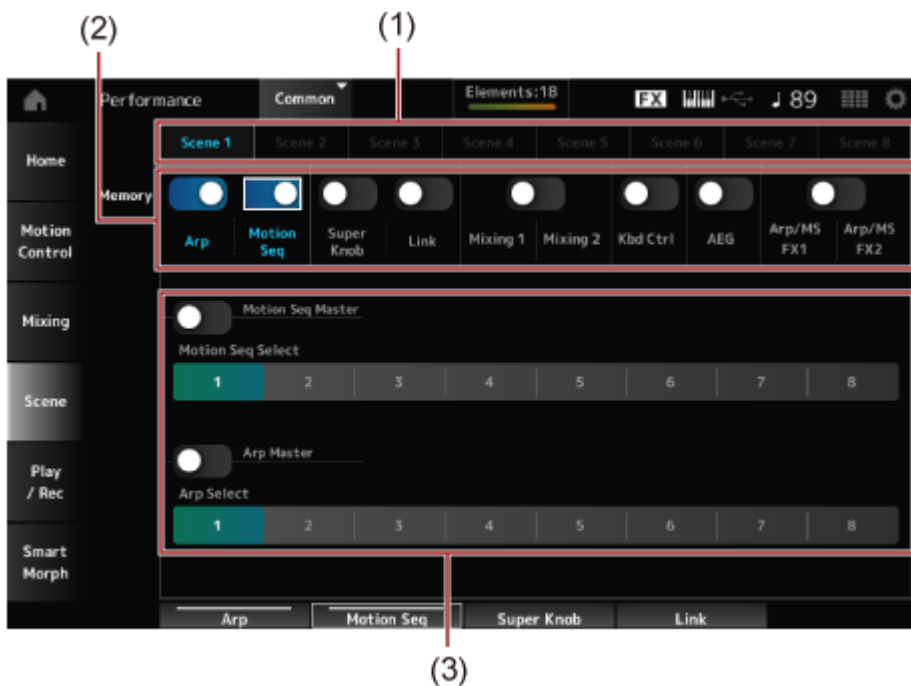 (2)
(1)
Performance
Common
Elements:18
FX
89
Home
Scene 1
Scene 2
Scene 3
Scene 4
Scene 5
Scene 6
Scene 7
Scene 8
Memory
Arp
Motion Seq
Super Knob
Link
Mixing 1
Mixing 2
Kbd Ctrl
AEG
Arp/MS FX1
Arp/MS FX2
Motion Control
Mixing
Motion Seq Master
Motion Seq Select
1 2 3 4 5 6 7 8
Scene
Arp Master
Play / Rec
Arp Select
1 2 3 4 5 6 7 8
Smart Morph
Arp
Motion Seq
Super Knob
Link
(3)